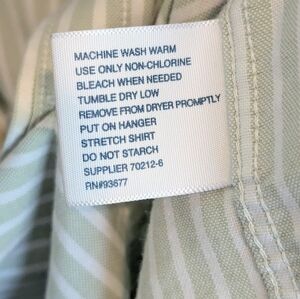 MACHINE WASH WARM
USE ONLY NON-CHLORINE
BLEACH WHEN NEEDED
TUMBLE DRY LOW
REMOVE FROM DRYER PROMPTLY
PUT ON HANGER
STRETCH SHIRT
DO NOT STARCH
SUPPLIER 70212-6
RN#93677